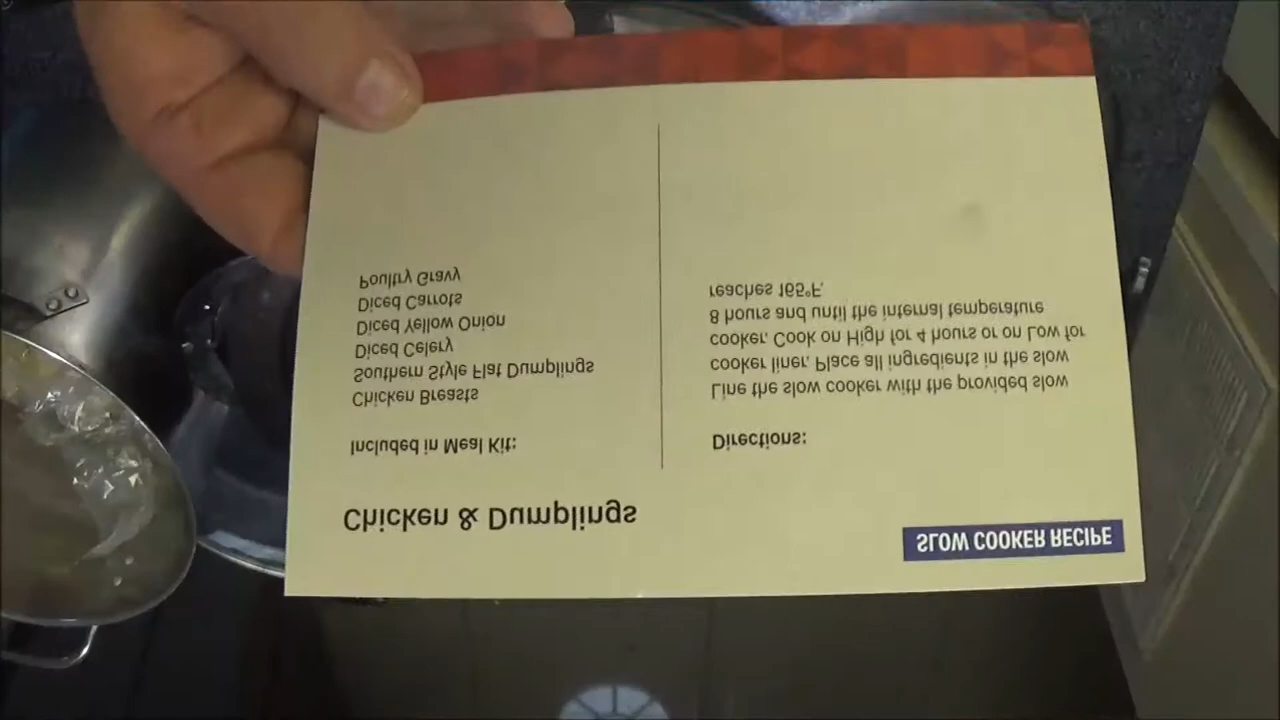 SLOW COOKER RECIPE
Chicken & Dumplings
Included in Meal Kit:
Chicken Breasts
Southern Style Flat Dumplings
Diced Celery
Diced Yellow Onion
Diced Carrots
Poultry Gravy
Directions:
Line the slow cooker with the provided slow
cooker liner. Place all ingredients in the slow
cooker. Cook on High for 4 hours or on Low for
8 hours and until the internal temperature
reaches 165°F.